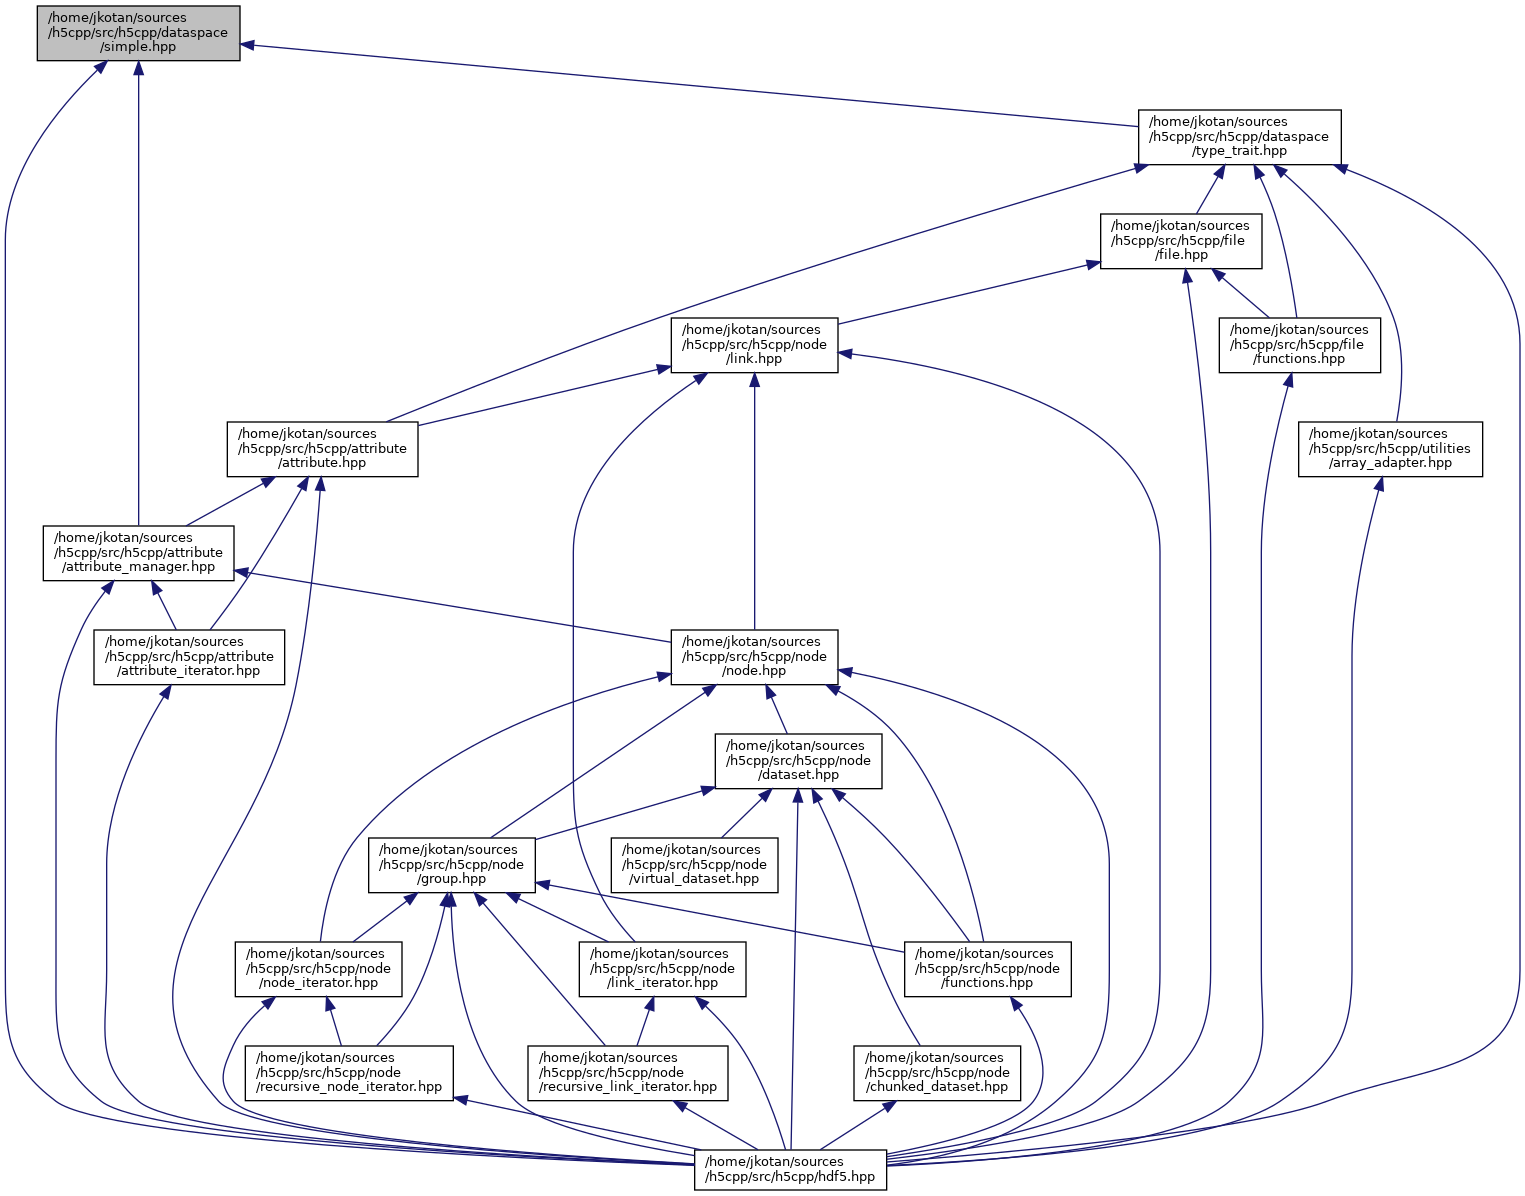 /home/jkotan/sources
/h5cpp/src/h5cpp/dataspace
/simple.hpp
/home/jkotan/sources
/h5cpp/src/h5cpp/dataspace
/type_trait.hpp
/home/jkotan/sources
/h5cpp/src/h5cpp/file
/file.hpp
/home/jkotan/sources
/h5cpp/src/h5cpp/node
/link.hpp
/home/jkotan/sources
/h5cpp/src/h5cpp/file
/functions.hpp
/home/jkotan/sources
/h5cpp/src/h5cpp/attribute
/attribute.hpp
/home/jkotan/sources
/h5cpp/src/h5cpp/utilities
/array_adapter.hpp
/home/jkotan/sources
/h5cpp/src/h5cpp/attribute
/attribute_manager.hpp
/home/jkotan/sources
/h5cpp/src/h5cpp/attribute
/attribute_iterator.hpp
/home/jkotan/sources
/h5cpp/src/h5cpp/node
/node.hpp
/home/jkotan/sources
/h5cpp/src/h5cpp/node
/dataset.hpp
/home/jkotan/sources
/h5cpp/src/h5cpp/node
/group.hpp
/home/jkotan/sources
/h5cpp/src/h5cpp/node
/virtual_dataset.hpp
/home/jkotan/sources
/h5cpp/src/h5cpp/node
/node_iterator.hpp
/home/jkotan/sources
/h5cpp/src/h5cpp/node
/link_iterator.hpp
/home/jkotan/sources
/h5cpp/src/h5cpp/node
/functions.hpp
/home/jkotan/sources
/h5cpp/src/h5cpp/node
/recursive_node_iterator.hpp
/home/jkotan/sources
/h5cpp/src/h5cpp/node
/recursive_link_iterator.hpp
/home/jkotan/sources
/h5cpp/src/h5cpp/node
/chunked_dataset.hpp
/home/jkotan/sources
/h5cpp/src/h5cpp/hdf5.hpp